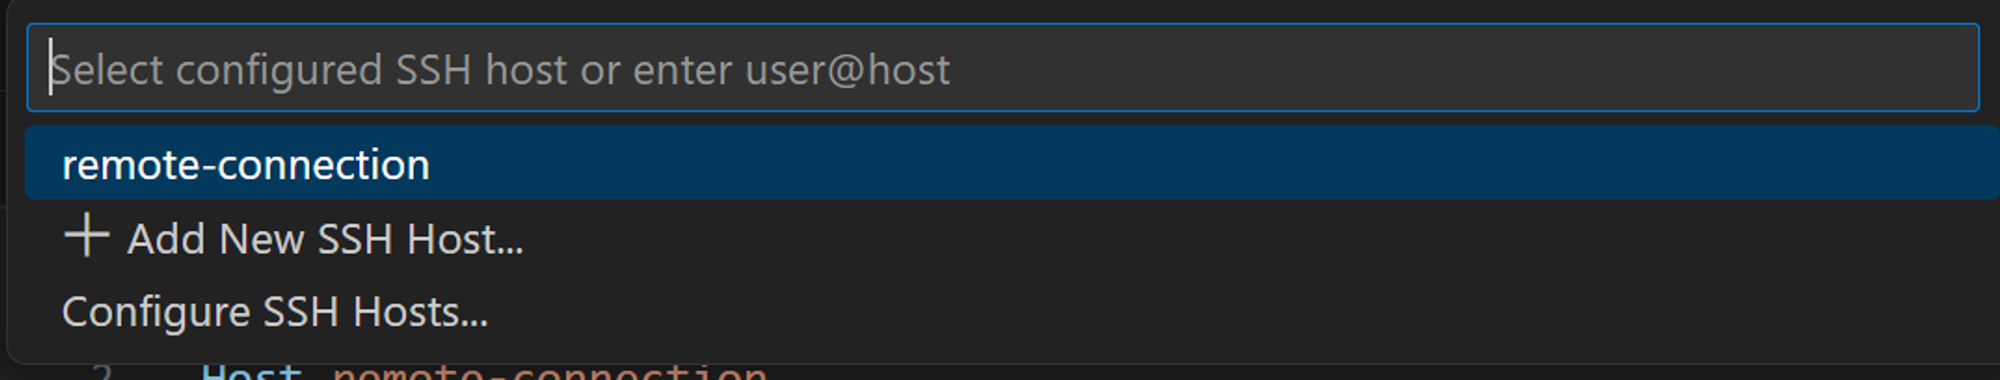 Select configured SSH host or enter user@host
remote-connection
Add New SSH Host...
Configure SSH Hosts...
2 Host remote-connection